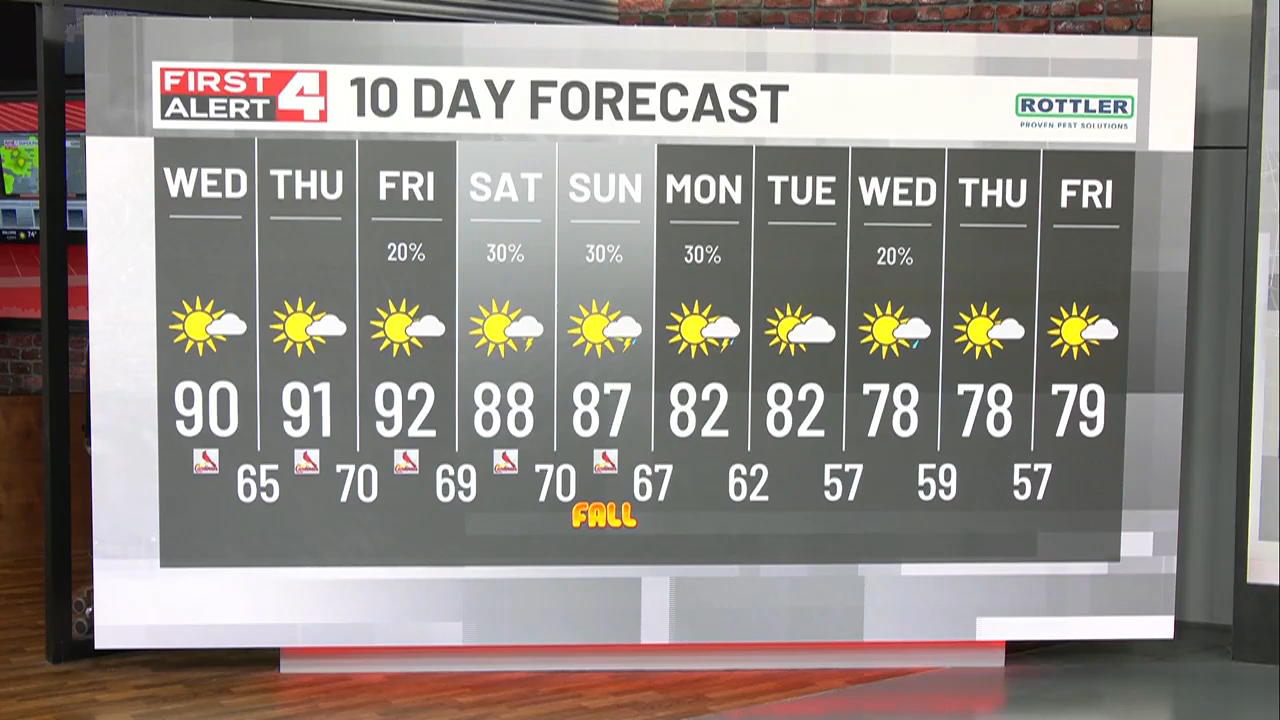 FIRST
ALERT 4
10 DAY FORECAST
ROTTLER
PROVEN PEST SOLUTIONS
WED THU FRI SAT SUN MON TUE WED THU FRI
20% 30% 30% 30% 20%
90 91 92 88 87 82 82 78 78 79
65 70 69 70 67 62 57 59 57
FALL